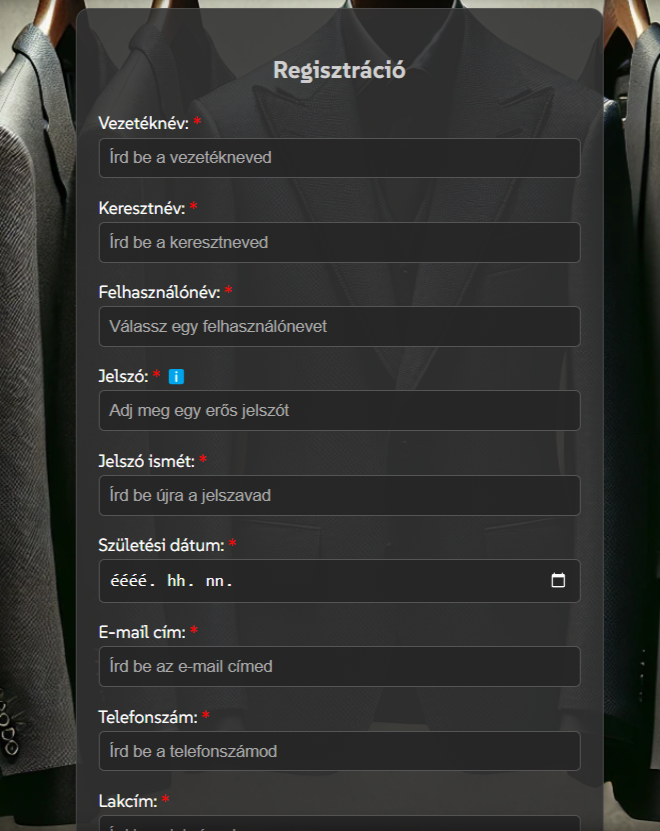 Regisztráció
Vezetéknév: *
Írd be a vezetékneved
Keresztnév: *
Írd be a keresztneved
Felhasználónév: *
Válassz egy felhasználónevet
Jelszó: * i
Adj meg egy erős jelszót
Jelszó ismét: *
Írd be újra a jelszavad
Születési dátum: *
éééé. hh. nn.
E-mail cím: *
Írd be az e-mail címed
Telefonszám: *
Írd be a telefonszámod
Lakcím: *